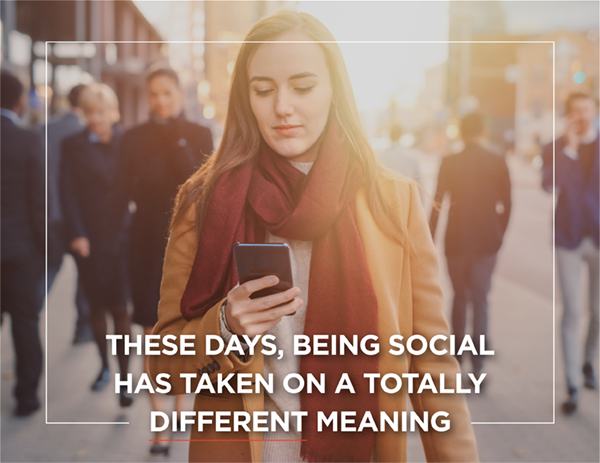 THESE DAYS, BEING SOCIAL
HAS TAKEN ON A TOTALLY
DIFFERENT MEANING